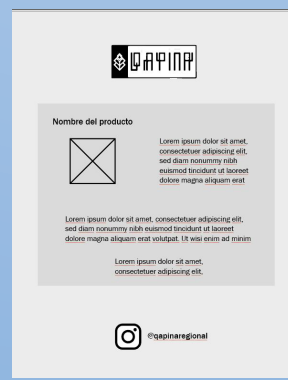 QAPINA
Nombre del producto
Lorem ipsum dolor sit amet,
consectetuer adipiscing elit,
sed diam nonummy nibh
euismod tincidunt ut laoreet
dolore magna aliquam erat
Lorem ipsum dolor sit amet, consectetuer adipiscing elit,
sed diam nonummy nibh euismod tincidunt ut laoreet
dolore magna aliquam erat volutpat. Ut wisi enim ad minim
Lorem ipsum dolor sit amet,
consectetuer adipiscing elit,
@qapinaregional